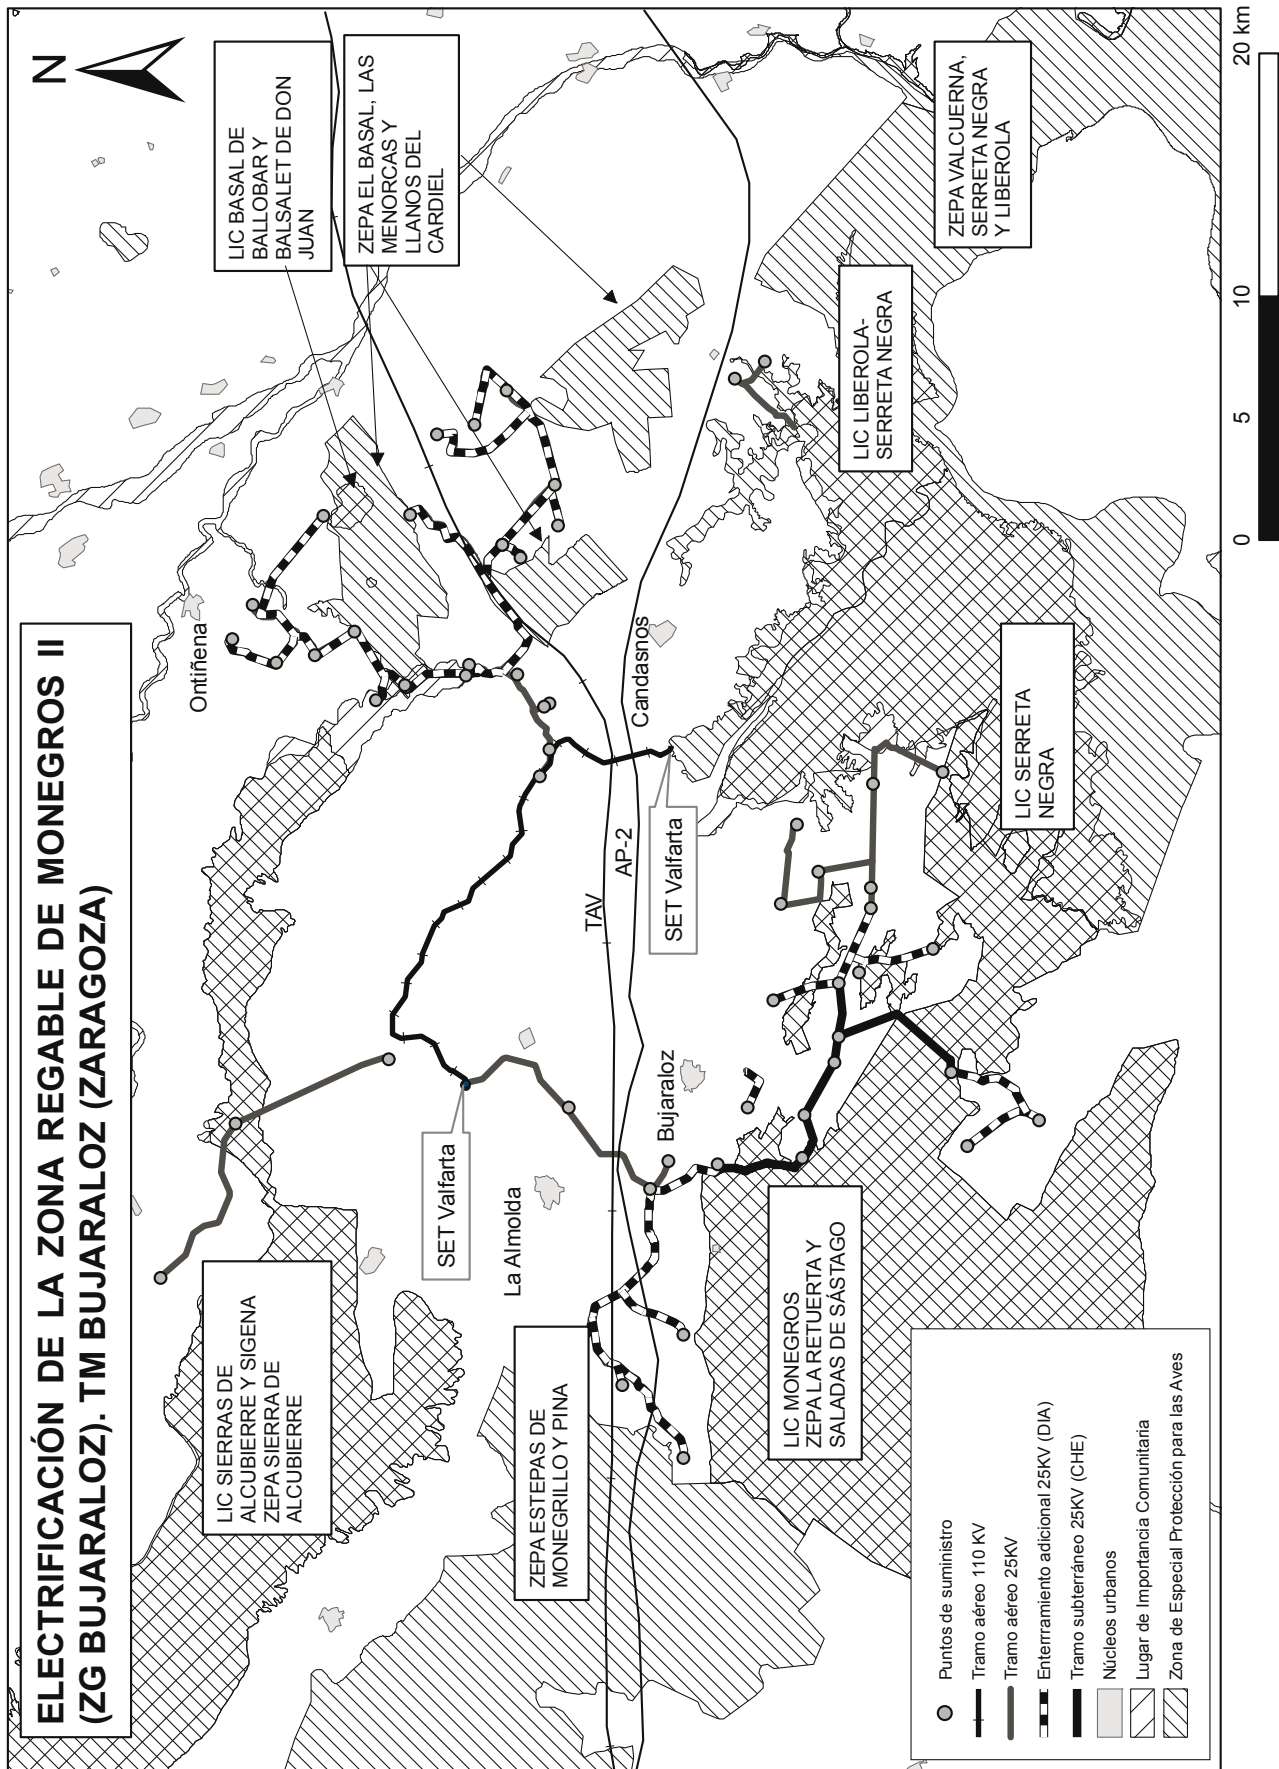 ELECTRIFICACIÓN DE LA ZONA REGABLE DE MONEGROS II
(ZG BUJARALOZ). TM BUJARALOZ (ZARAGOZA)
N
LIC BASAL DE
BALLOBAR Y
BALSALET DE DON
JUAN
ZEPA EL BASAL, LAS
MENORCAS Y
LLANOS DEL
CARDIEL
Ontiñena
LIC SIERRAS DE
ALCUBIERRE Y SIGENA
ZEPA SIERRA DE
ALCUBIERRE
SET Valfarta
La Almolda
ZEPA ESTEPAS DE
MONEGRILLO Y PINA
TAV
AP-2
Candasnos
SET Valfarta
Bujaraloz
LIC MONEGROS
ZEPA LA RETUERTA Y
SALADAS DE SÁSTAGO
LIC LIBEROLA-
SERRETA NEGRA
ZEPA VALCUERNA,
SERRETA NEGRA
Y LIBEROLA
LIC SERRETA
NEGRA
Puntos de suministro
Tramo aéreo 110 KV
Tramo aéreo 25KV
Enterrramiento adicional 25KV (DIA)
Tramo subterráneo 25KV (CHE)
Núcleos urbanos
Lugar de Importancia Comunitaria
Zona de Especial Protección para las Aves
0 5 10 20 km